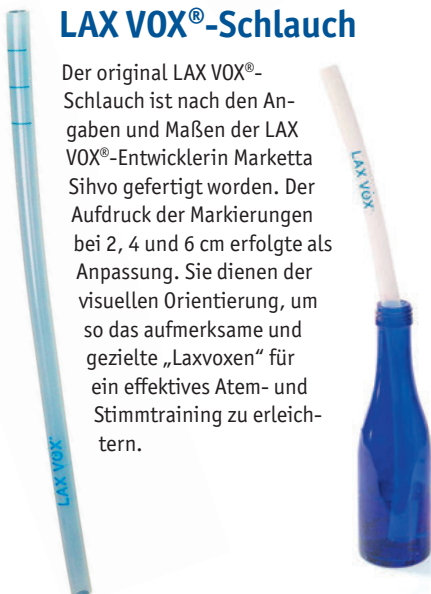 LAX VOX®-Schlauch
Der original LAX VOX®-
Schlauch ist nach den An-
gaben und Maßen der LAX
VOX®-Entwicklerin Marketta
Sihvo gefertigt worden. Der
Aufdruck der Markierungen
bei 2, 4 und 6 cm erfolgte als
Anpassung. Sie dienen der
visuellen Orientierung, um
so das aufmerksame und
gezielte „Laxvoxen“ für
ein effektives Atem- und
Stimmtraining zu erleich-
tern.
LAX VOX®
LAX VOX®